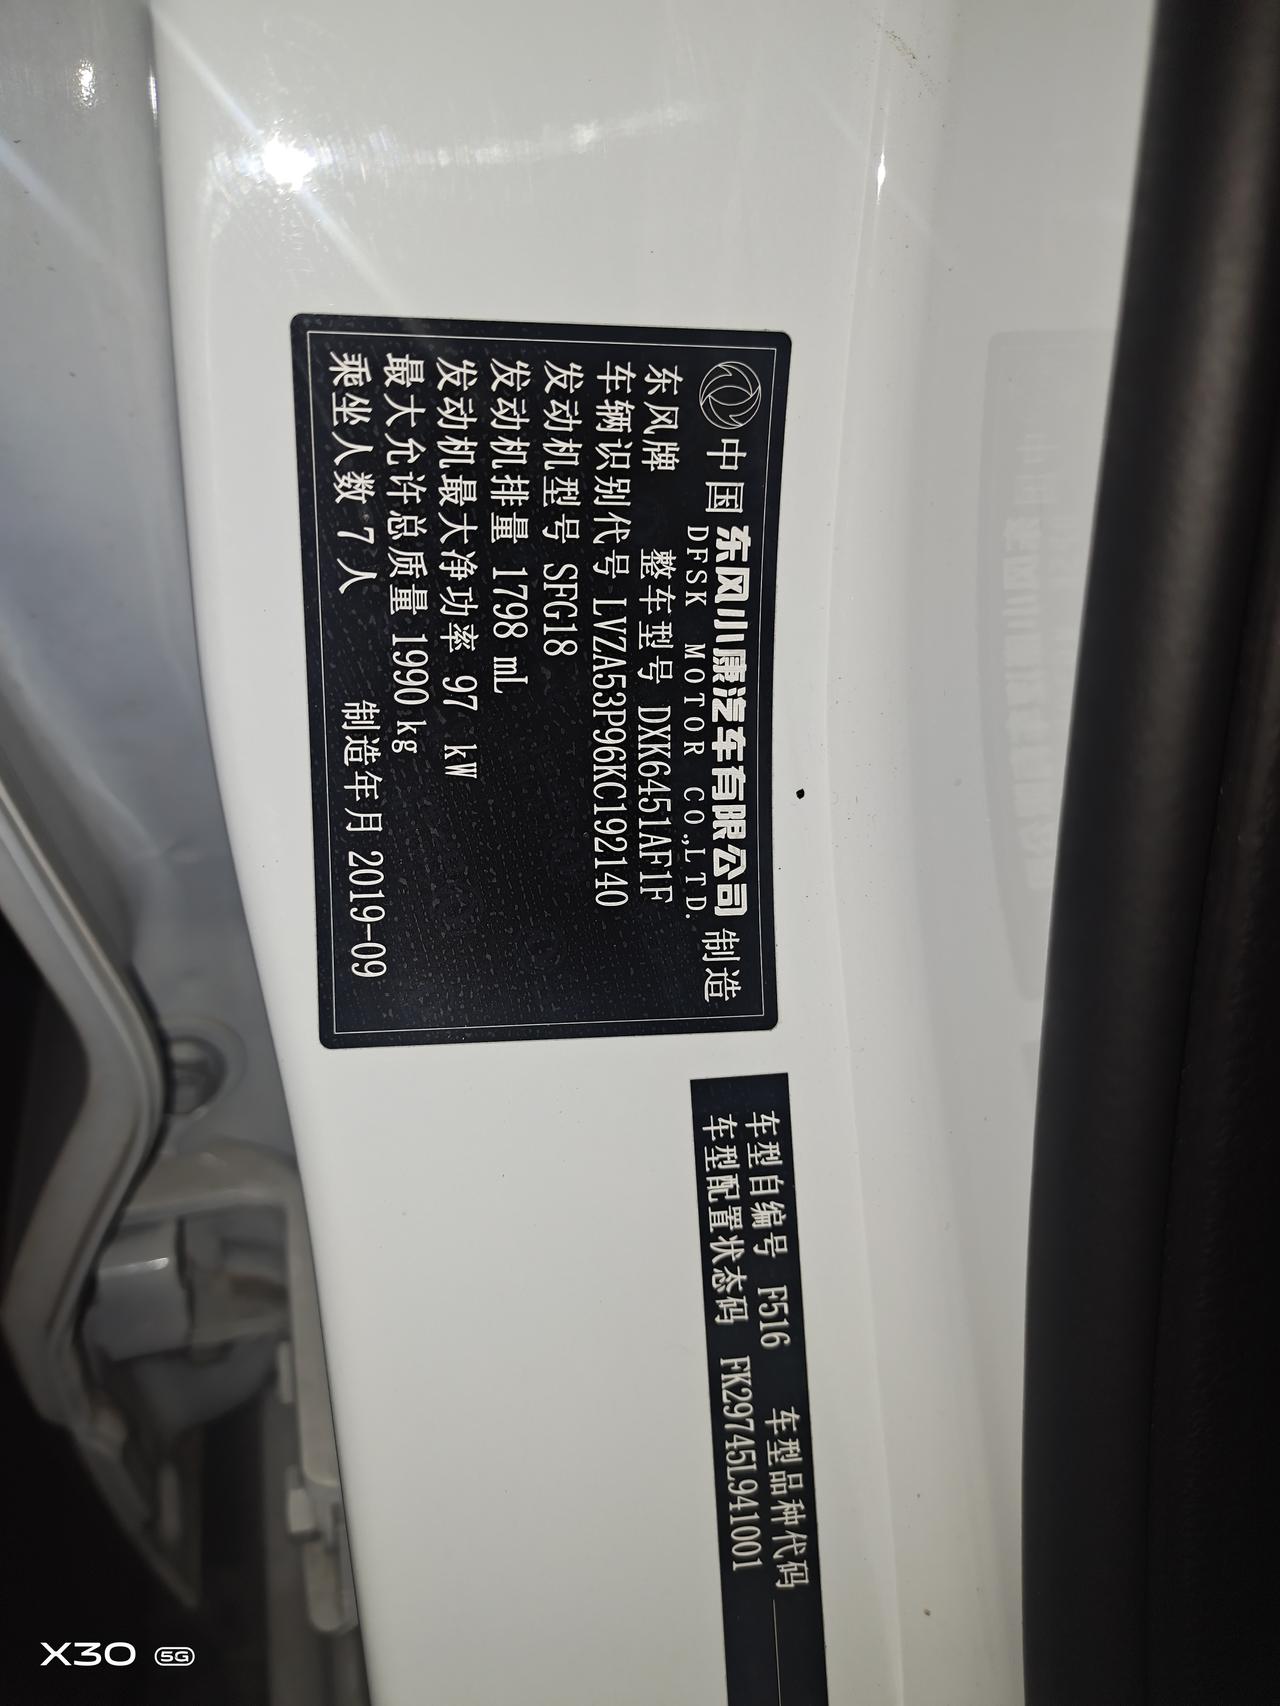 中国东风小康汽车有限公司制造
DFSK MOTOR CO.,LTD.
东风牌 整车型号 DXK6451AF1F
车辆识别代号 LVZA53P96KC192140
发动机型号 SFG18
发动机排量 1798 mL
发动机最大净功率 97 kW
最大允许总质量 1990 kg
乘坐人数 7 人 制造年月 2019-09
车型自编号 F516 车型品种代码
车型配置状态码 FK29745L941001
X30 5G